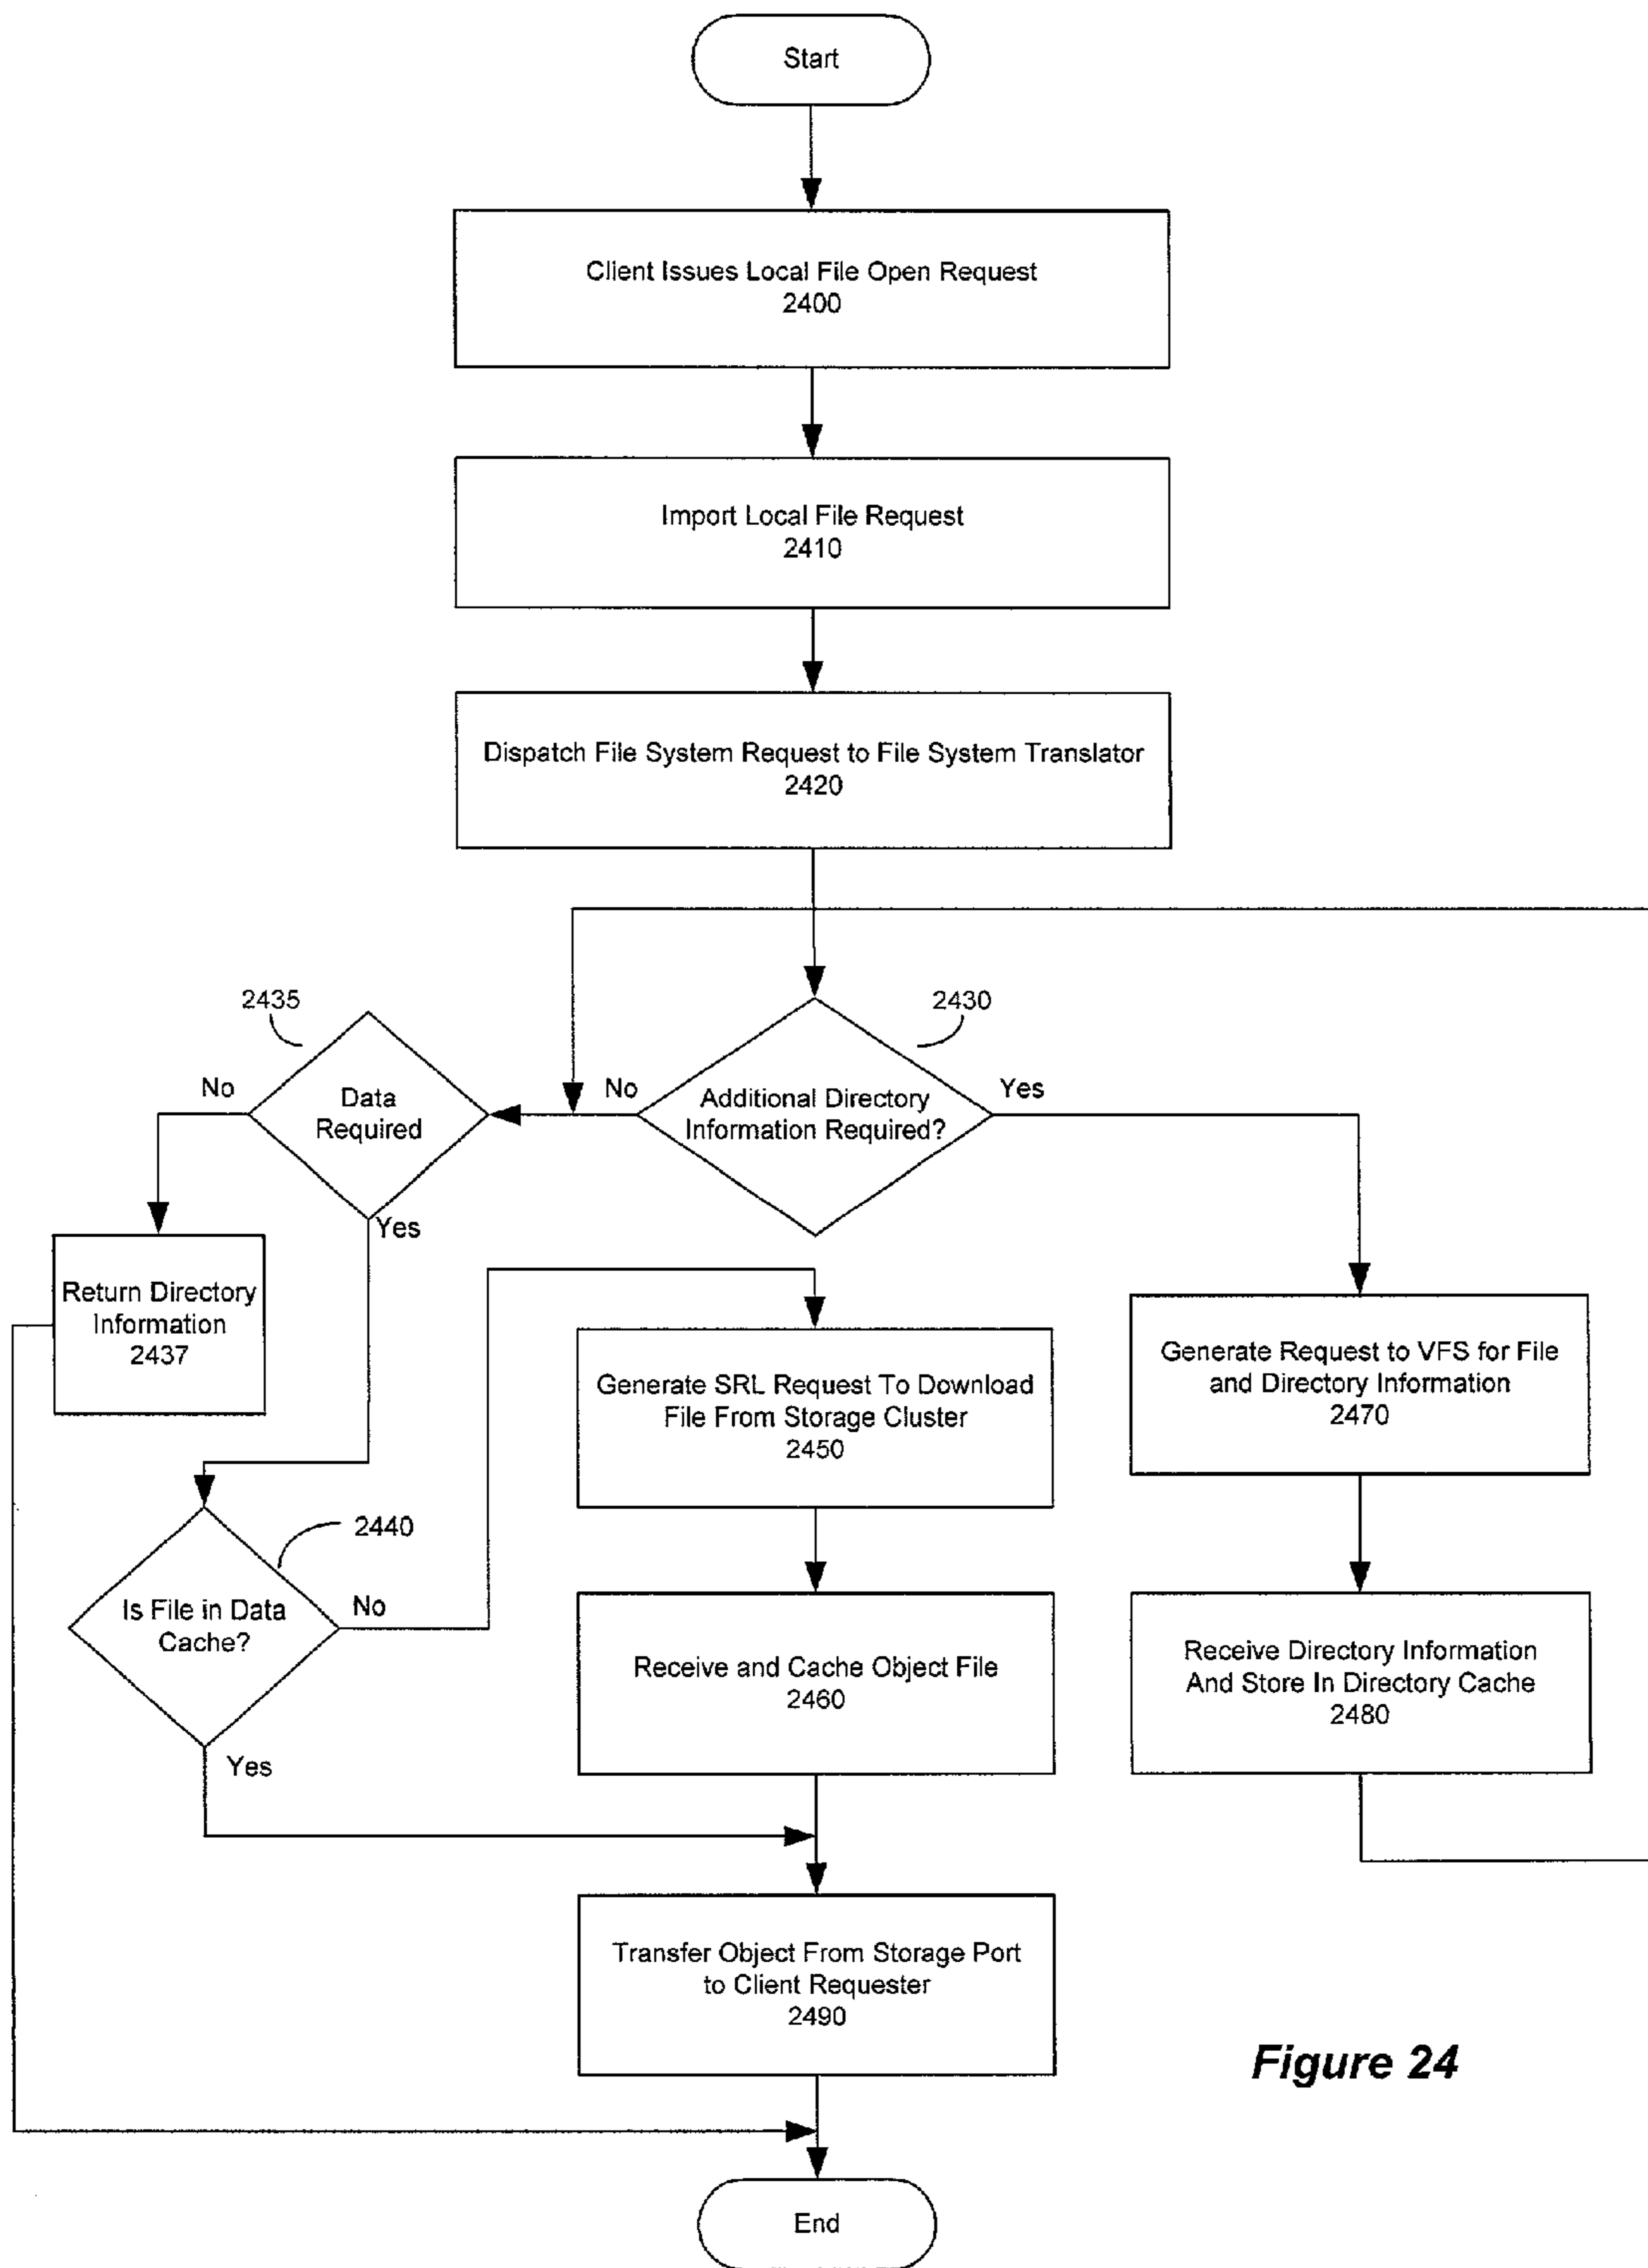 Start
Client Issues Local File Open Request
2400
Import Local File Request
2410
Dispatch File System Request to File System Translator
2420
2435
2430
No
Data
Required
No
Additional Directory
Information Required?
Yes
Yes
Return Directory
Information
2437
Generate SRL Request To Download
File From Storage Cluster
2450
Generate Request to VFS for File
and Directory Information
2470
2440
Is File in Data
Cache?
No
Yes
Receive and Cache Object File
2460
Receive Directory Information
And Store In Directory Cache
2480
Transfer Object From Storage Port
to Client Requester
2490
Figure 24
End